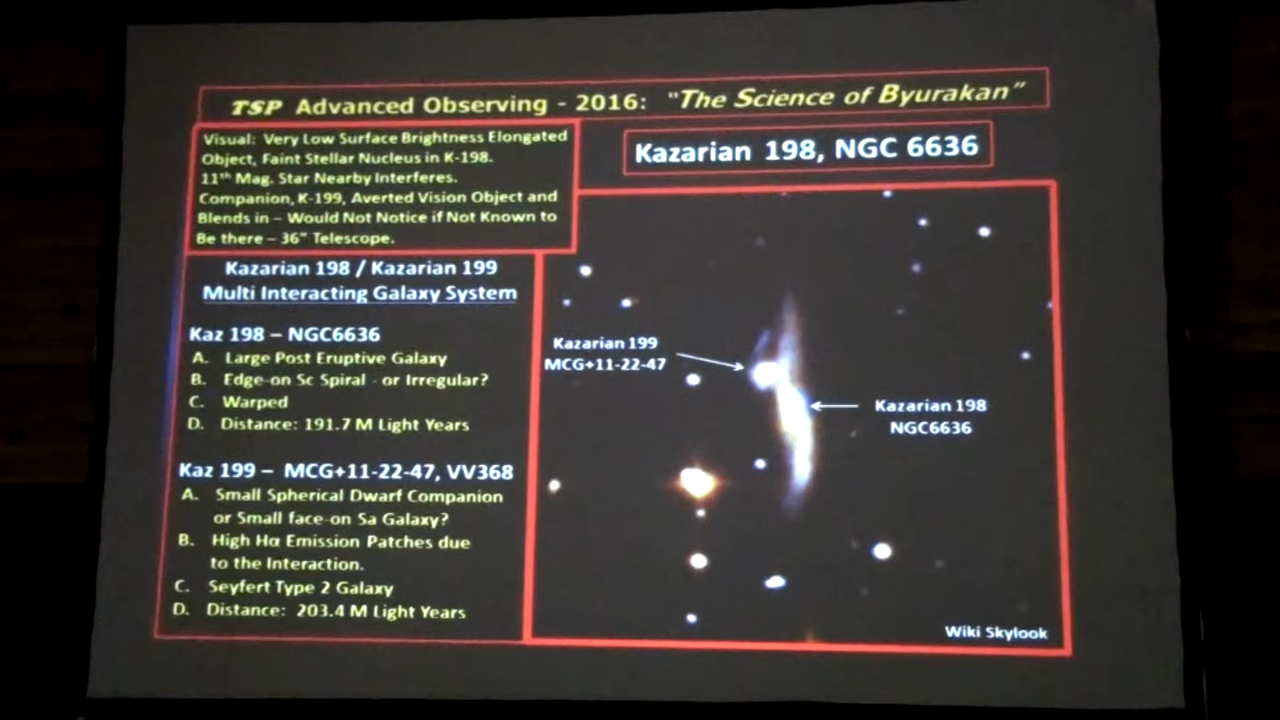 TSP Advanced Observing - 2016: "The Science of Byurakan"
Visual: Very Low Surface Brightness Elongated
Object, Faint Stellar Nucleus in K-198.
11th Mag. Star Nearby Interferes.
Companion, K-199, Averted Vision Object and
Blends in – Would Not Notice if Not Known to
Be there – 36" Telescope.
Kazarian 198, NGC 6636
Kazarian 198 / Kazarian 199
Multi Interacting Galaxy System
Kaz 198 – NGC6636
A. Large Post Eruptive Galaxy
B. Edge-on Sc Spiral - or Irregular?
C. Warped
D. Distance: 191.7 M Light Years
Kaz 199 – MCG+11-22-47, VV368
A. Small Spherical Dwarf Companion
or Small face-on Sa Galaxy?
B. High Hα Emission Patches due
to the Interaction.
C. Seyfert Type 2 Galaxy
D. Distance: 203.4 M Light Years
Kazarian 199
MCG+11-22-47
Kazarian 198
NGC6636
Wiki Skylook